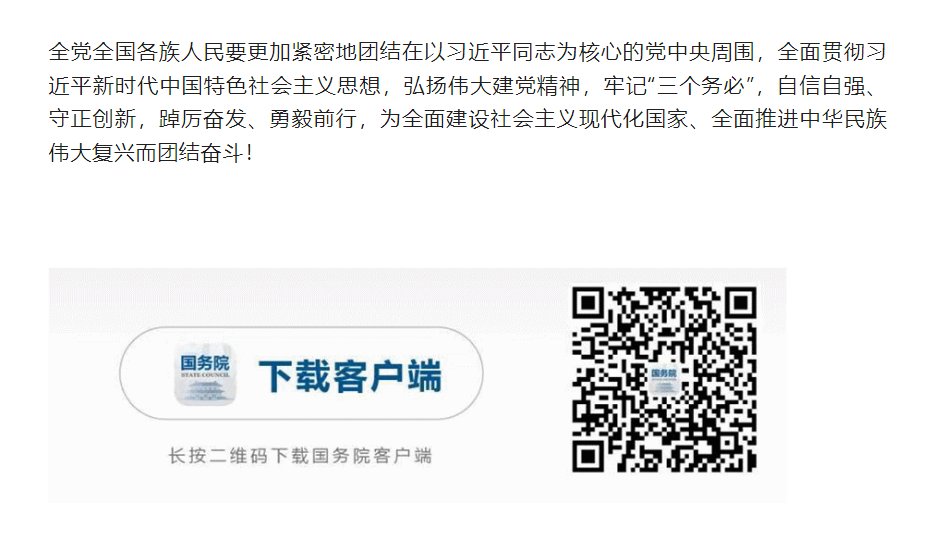 全党全国各族人民要更加紧密地团结在以习近平同志为核心的党中央周围，全面贯彻习
近平新时代中国特色社会主义思想，弘扬伟大建党精神，牢记“三个务必”，自信自强、
守正创新，踔厉奋发、勇毅前行，为全面建设社会主义现代化国家、全面推进中华民族
伟大复兴而团结奋斗！
国务院
STATE COUNCIL
下载客户端
国务院
长按二维码下载国务院客户端